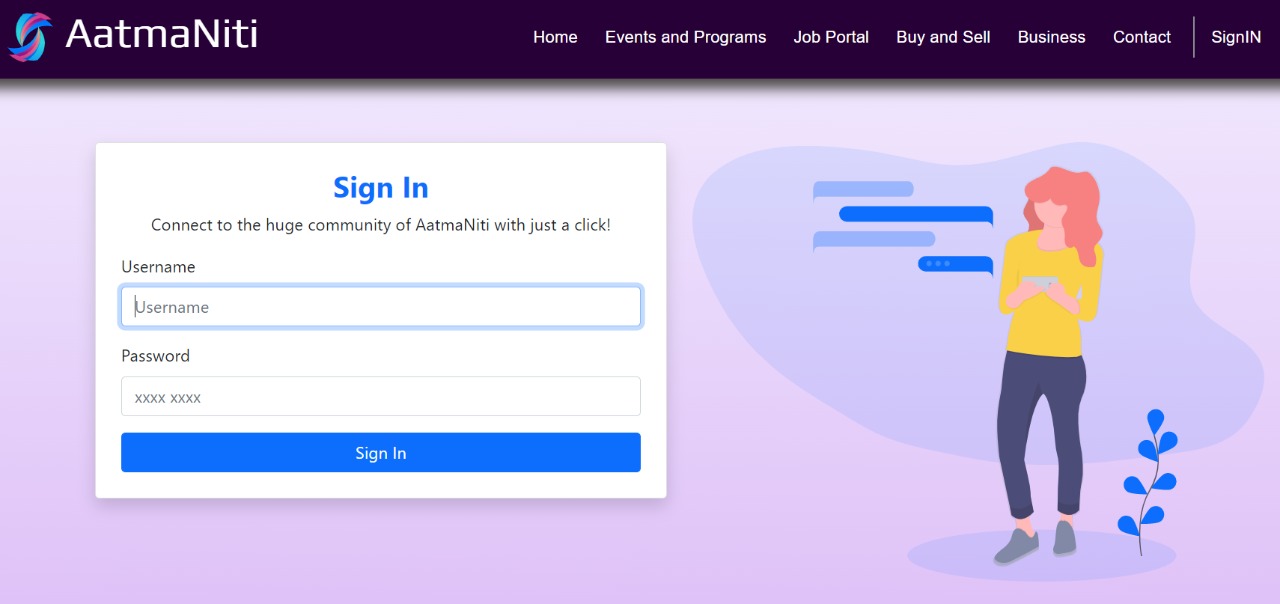 AatmaNiti
Home Events and Programs Job Portal Buy and Sell Business Contact SignIN
Sign In
Connect to the huge community of AatmaNiti with just a click!
Username
Username
Password
xxxx xxxx
Sign In